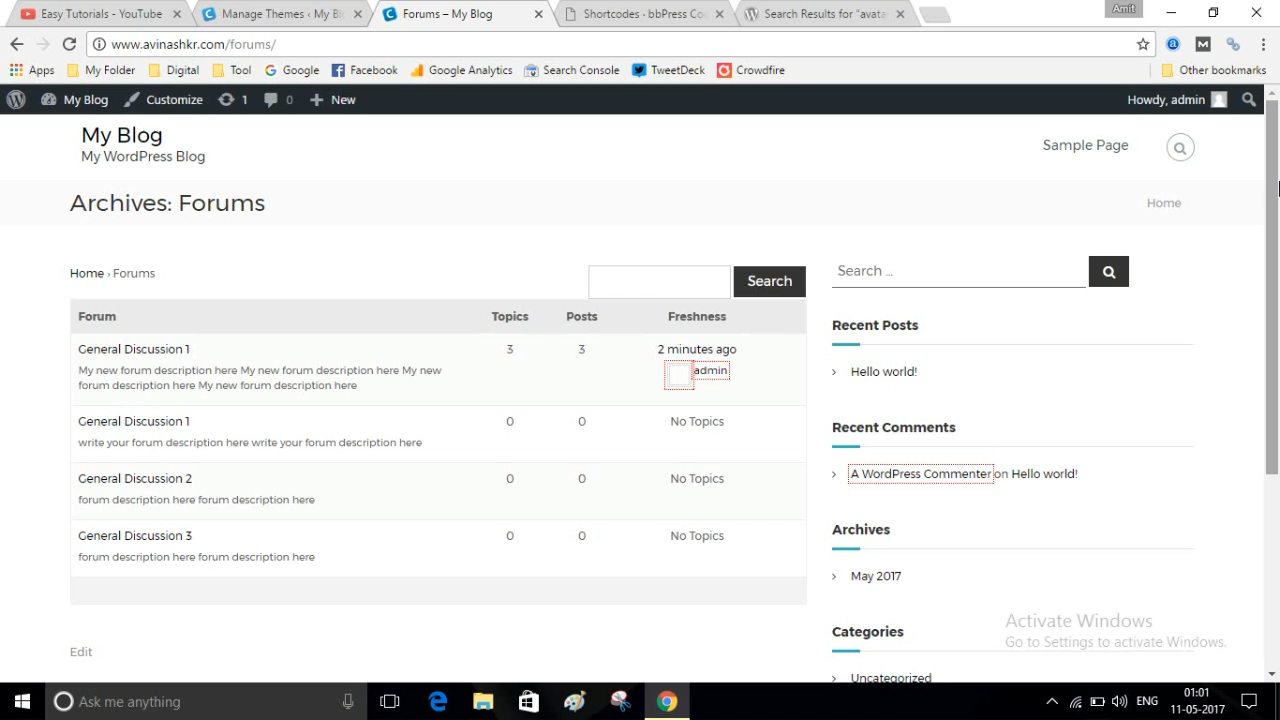 Easy Tutorials - YouTube
Manage Themes ‹ My Bl
Forums – My Blog
Shortcodes · bbPress Co
Search Results for "avata
Amit
www.avinashkr.com/forums/
Apps My Folder Digital Tool Google Facebook Google Analytics Search Console TweetDeck Crowdfire Other bookmarks
My Blog Customize 1 0 New Howdy, admin
My Blog
My WordPress Blog
Sample Page
Archives: Forums
Home
Home › Forums
Search
Search ...
Forum Topics Posts Freshness
General Discussion 1 3 3 2 minutes ago
My new forum description here My new forum description here My new
forum description here My new forum description here
admin
General Discussion 1 0 0 No Topics
write your forum description here write your forum description here
General Discussion 2 0 0 No Topics
forum description here forum description here
General Discussion 3 0 0 No Topics
forum description here forum description here
Edit
Recent Posts
Hello world!
Recent Comments
A WordPress Commenter on Hello world!
Archives
May 2017
Categories
Uncategorized
Activate Windows
Go to Settings to activate Windows.
Ask me anything
ENG
01:01
11-05-2017